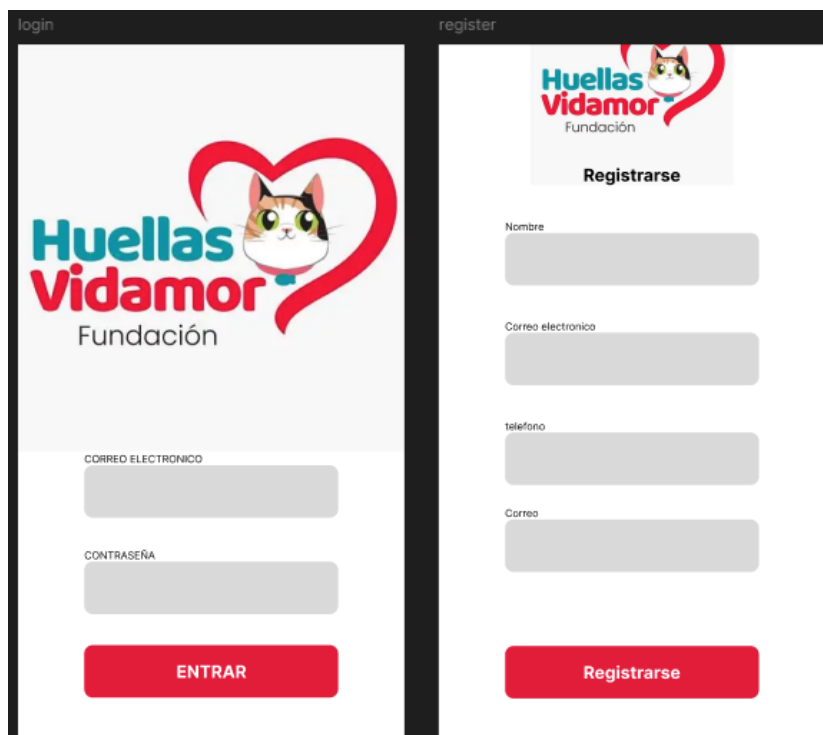 login
Huellas
Vidamor
Fundación
CORREO ELECTRONICO
CONTRASEÑA
ENTRAR
register
Huellas
Vidamor
Fundación
Registrarse
Nombre
Correo electronico
telefono
Correo
Registrarse